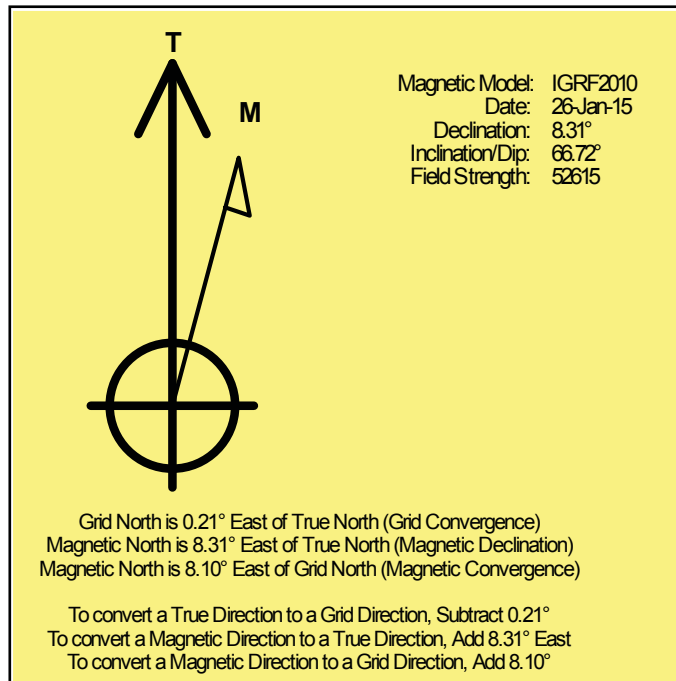 T
M
Magnetic Model: IGRF2010
Date: 26-Jan-15
Declination: 8.31°
Inclination/Dip: 66.72°
Field Strength: 52615
Grid North is 0.21° East of True North (Grid Convergence)
Magnetic North is 8.31° East of True North (Magnetic Declination)
Magnetic North is 8.10° East of Grid North (Magnetic Convergence)
To convert a True Direction to a Grid Direction, Subtract 0.21°
To convert a Magnetic Direction to a True Direction, Add 8.31° East
To convert a Magnetic Direction to a Grid Direction, Add 8.10°